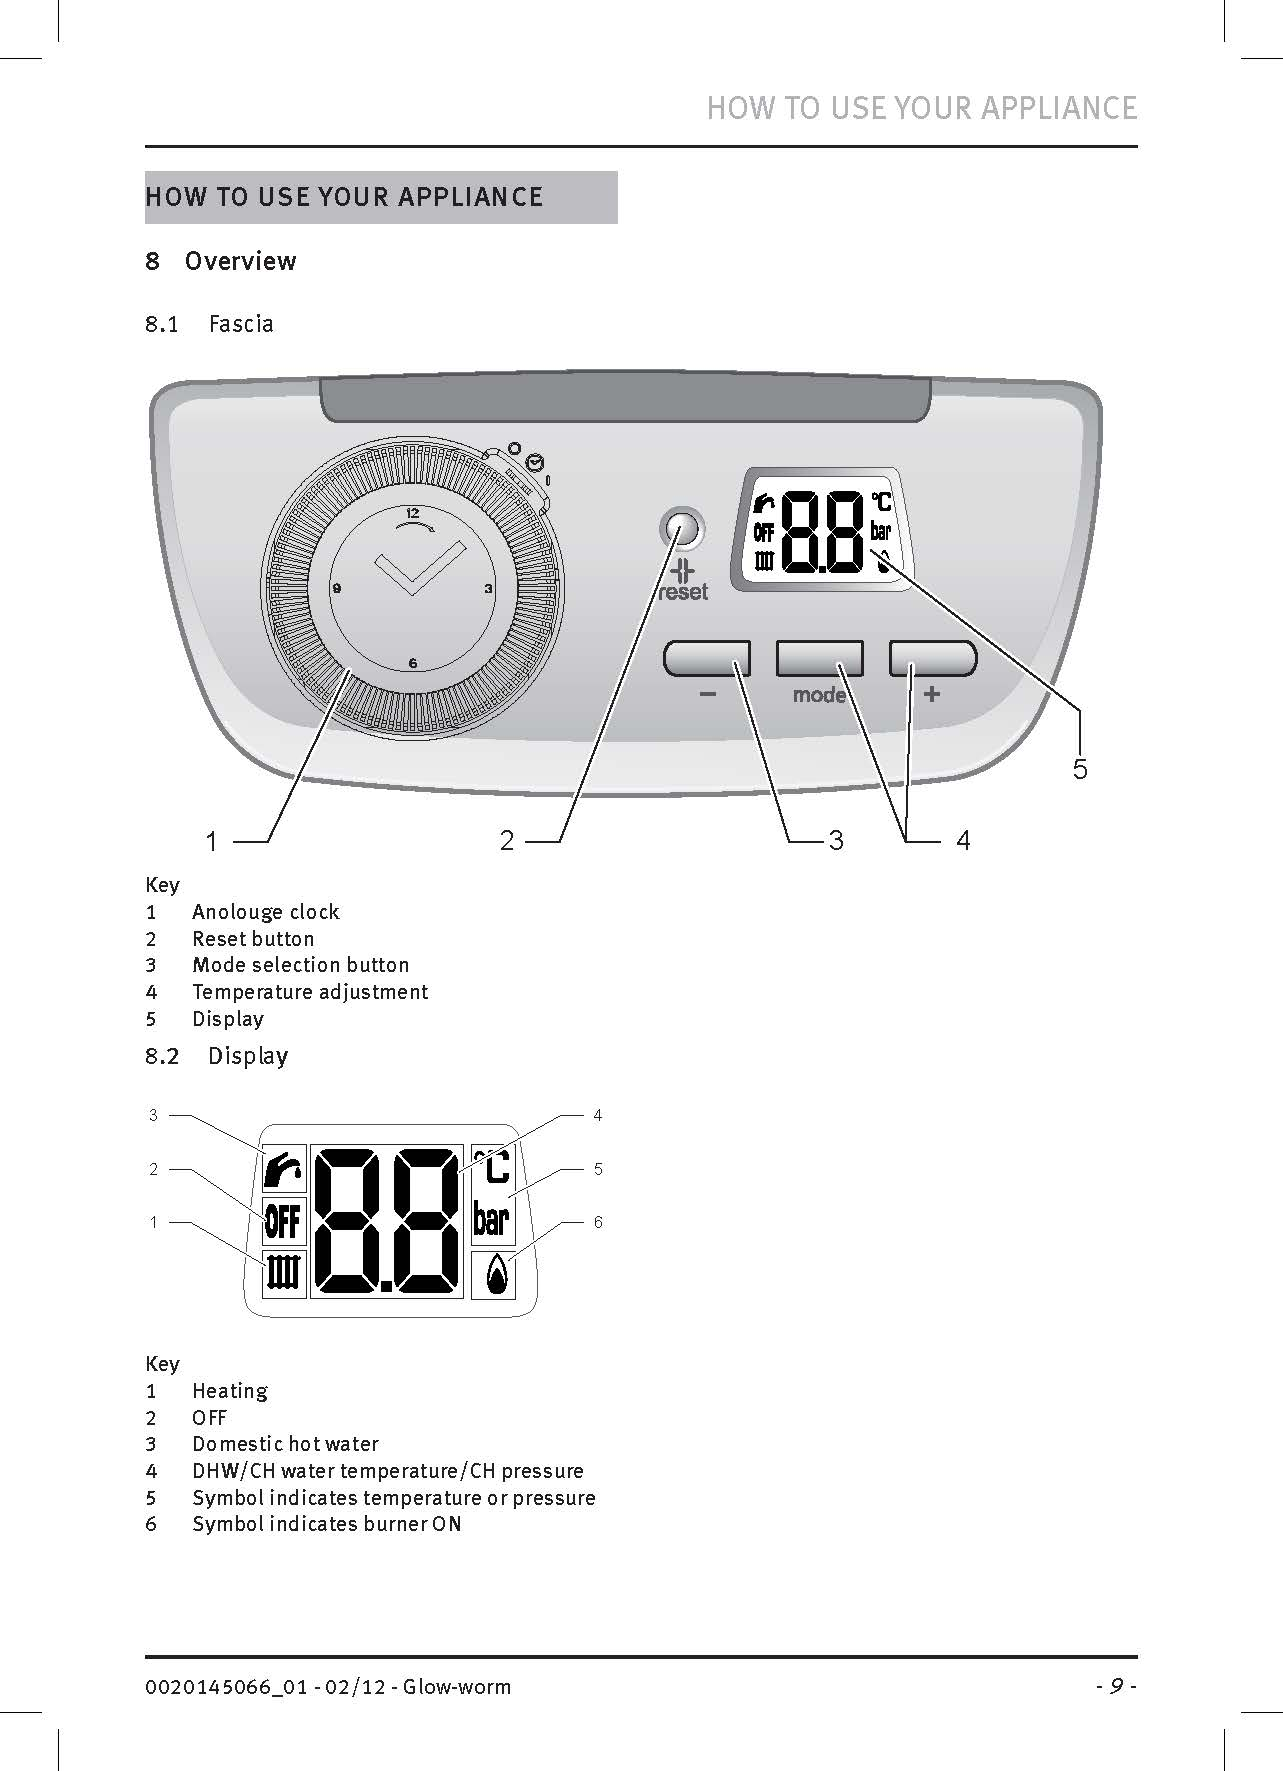 HOW TO USE YOUR APPLIANCE
HOW TO USE YOUR APPLIANCE
8 Overview
8.1 Fascia
12
9
3
6
reset
OFF
8.8
°C
bar
−
mode
+
5
1
2
3
4
Key
1 Anolouge clock
2 Reset button
3 Mode selection button
4 Temperature adjustment
5 Display
8.2 Display
3
4
2
5
1
6
OFF
8.8
°C
bar
Key
1 Heating
2 OFF
3 Domestic hot water
4 DHW/CH water temperature/CH pressure
5 Symbol indicates temperature or pressure
6 Symbol indicates burner ON
0020145066_01 - 02/12 - Glow-worm
- 9 -